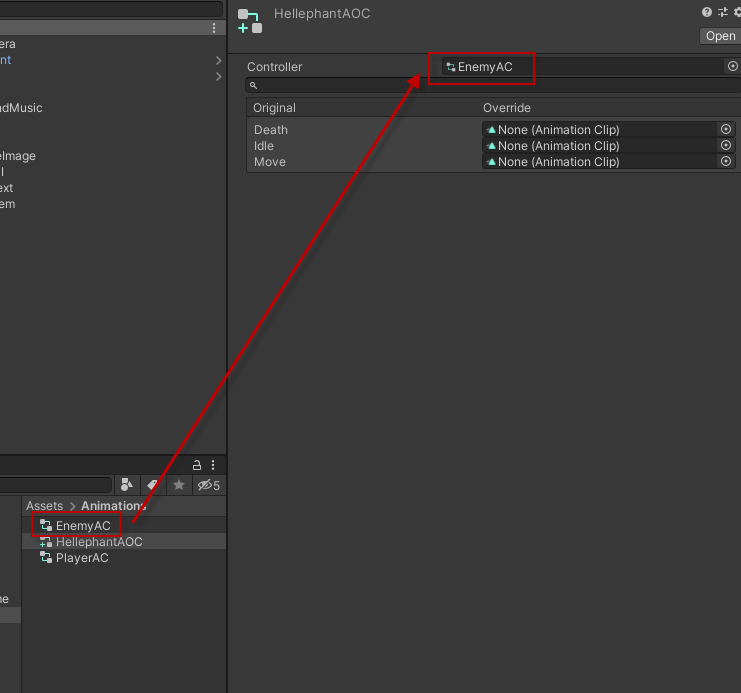 HellephantAOC
Open
Controller
EnemyAC
Original
Override
Death
None (Animation Clip)
Idle
None (Animation Clip)
Move
None (Animation Clip)
era
nt
ndMusic
eImage
l
ext
em
5
Assets > Animations
EnemyAC
HellephantAOC
PlayerAC
ne